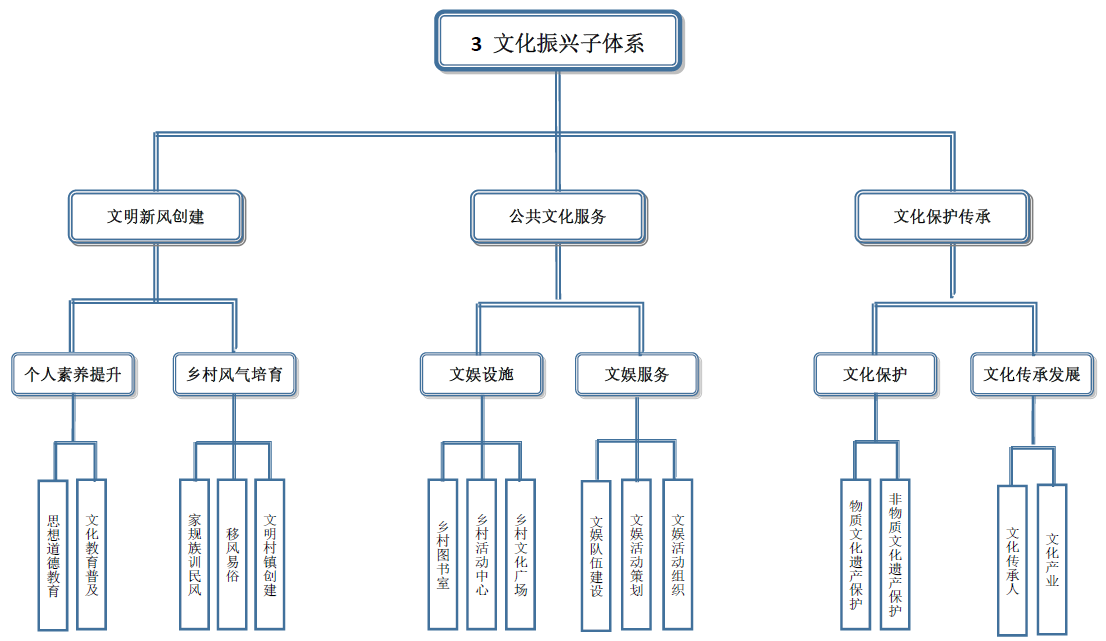 3 文化振兴子体系
文明新风创建
公共文化服务
文化保护传承
个人素养提升
乡村风气培育
文娱设施
文娱服务
文化保护
文化传承发展
思想道德教育
文化教育普及
家规族训民风
移风易俗
文明村镇创建
乡村图书室
乡村活动中心
乡村文化广场
文娱队伍建设
文娱活动策划
文娱活动组织
物质文化遗产保护
非物质文化遗产保护
文化传承人
文化产业